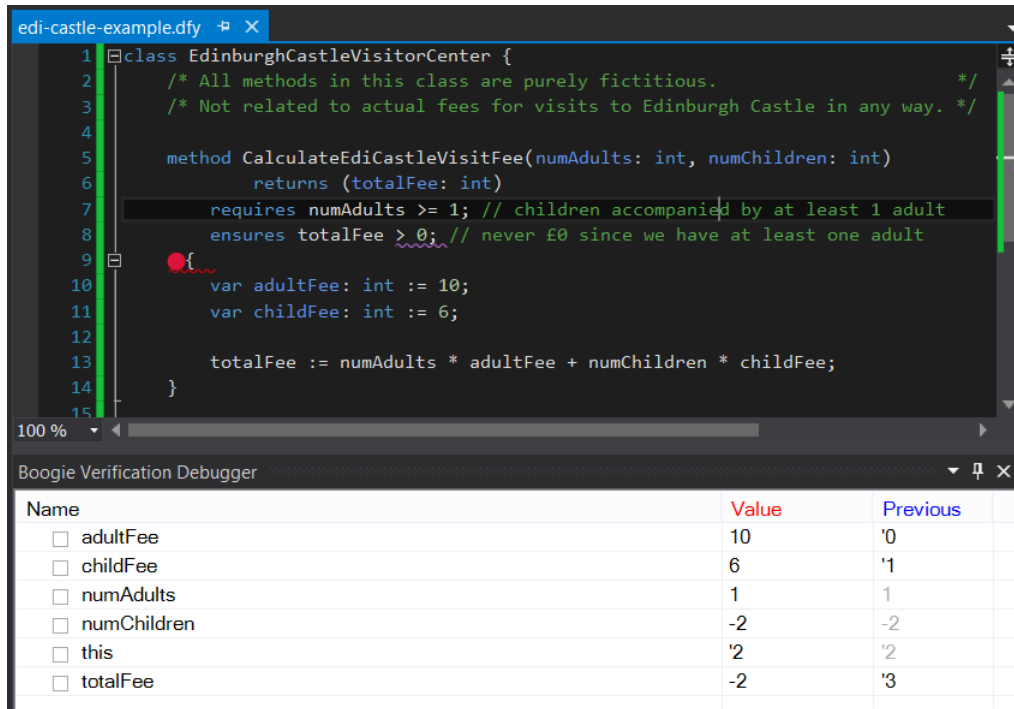 edi-castle-example.dfy
1 class EdinburghCastleVisitorCenter {
2 /* All methods in this class are purely fictitious. */
3 /* Not related to actual fees for visits to Edinburgh Castle in any way. */
4
5 method CalculateEdiCastleVisitFee(numAdults: int, numChildren: int)
6 returns (totalFee: int)
7 requires numAdults >= 1; // children accompanied by at least 1 adult
8 ensures totalFee > 0; // never £0 since we have at least one adult
9 {
10 var adultFee: int := 10;
11 var childFee: int := 6;
12
13 totalFee := numAdults * adultFee + numChildren * childFee;
14 }
15
100 %
Boogie Verification Debugger
Name Value Previous
adultFee 10 '0
childFee 6 '1
numAdults 1 1
numChildren -2 -2
this '2 '2
totalFee -2 '3